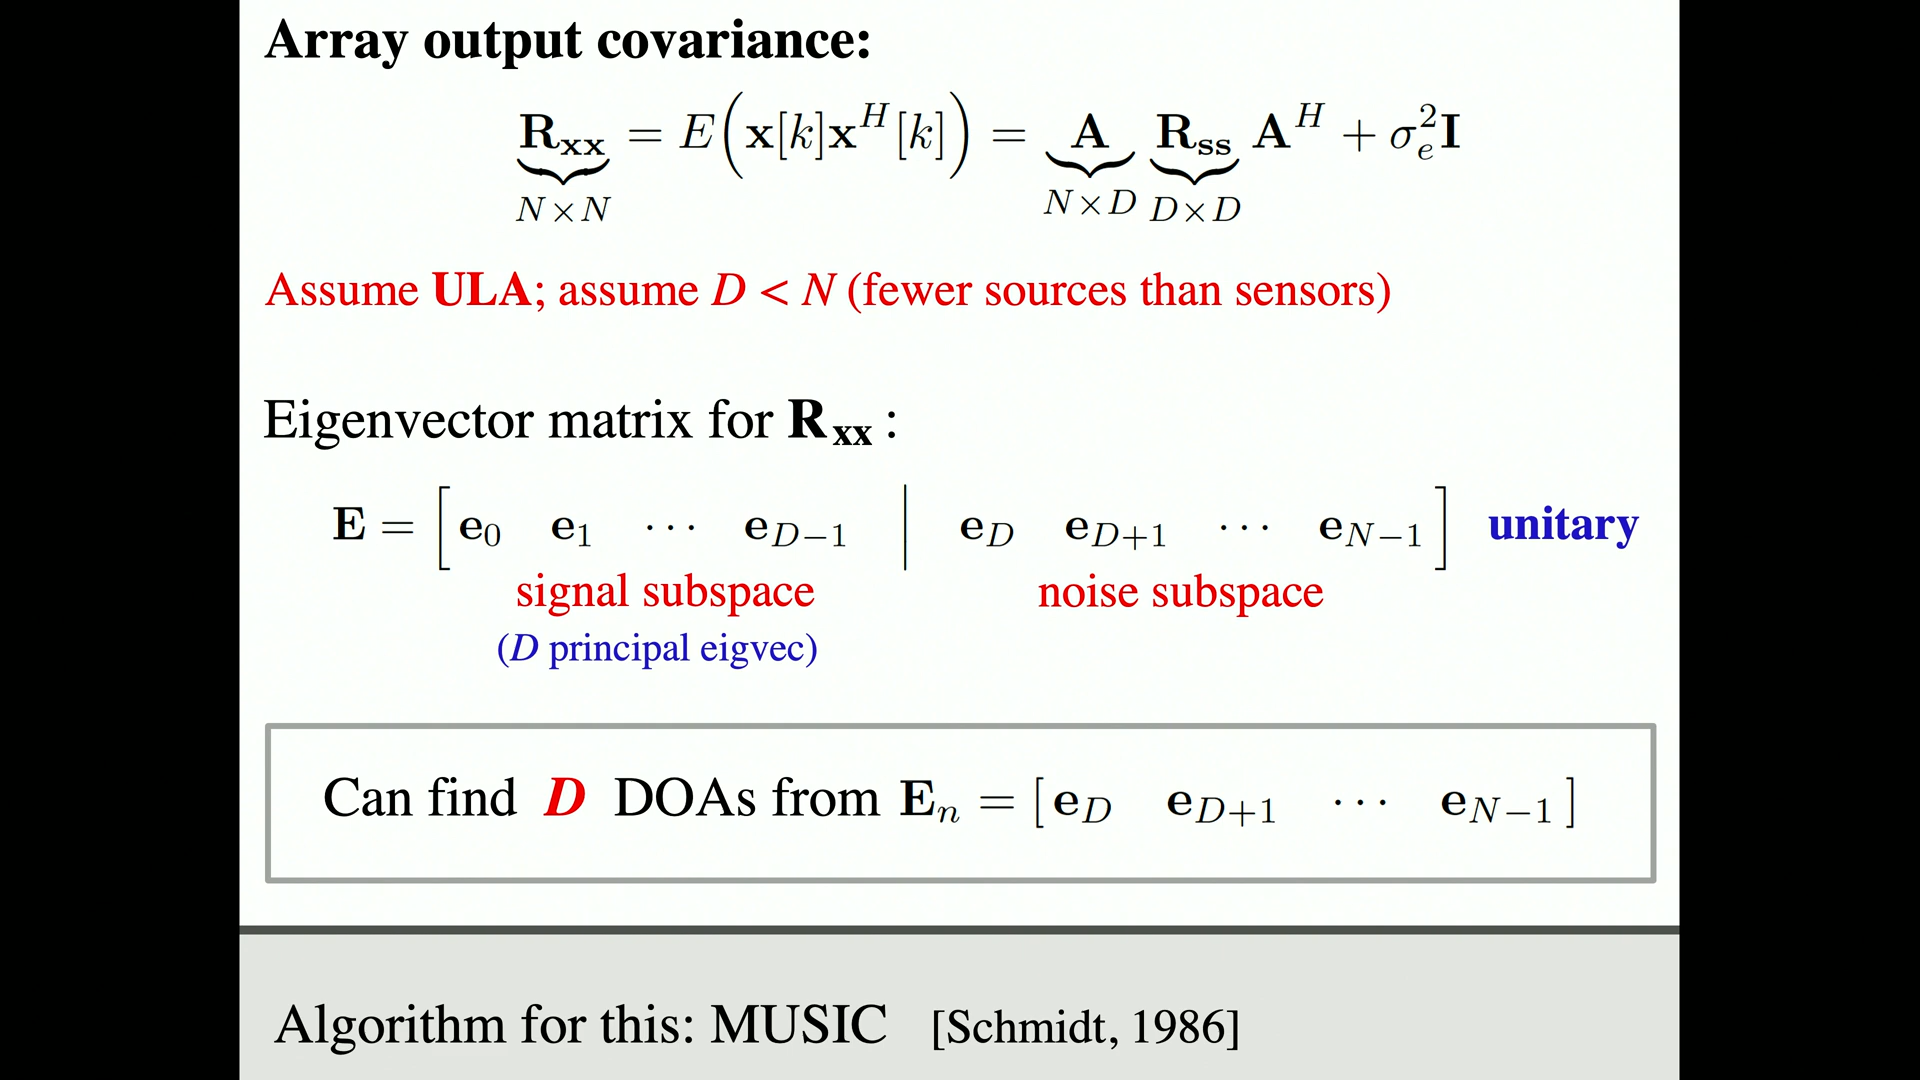 Array output covariance:
R_xx = E(x[k]x^H[k]) = A R_ss A^H + σ_e^2 I
N×N N×D D×D
Assume ULA; assume D < N (fewer sources than sensors)
Eigenvector matrix for R_xx :
E = [ e_0 e_1 ⋯ e_{D−1} | e_D e_{D+1} ⋯ e_{N−1} ] unitary
signal subspace noise subspace
(D principal eigvec)
Can find D DOAs from E_n = [ e_D e_{D+1} ⋯ e_{N−1} ]
Algorithm for this: MUSIC [Schmidt, 1986]